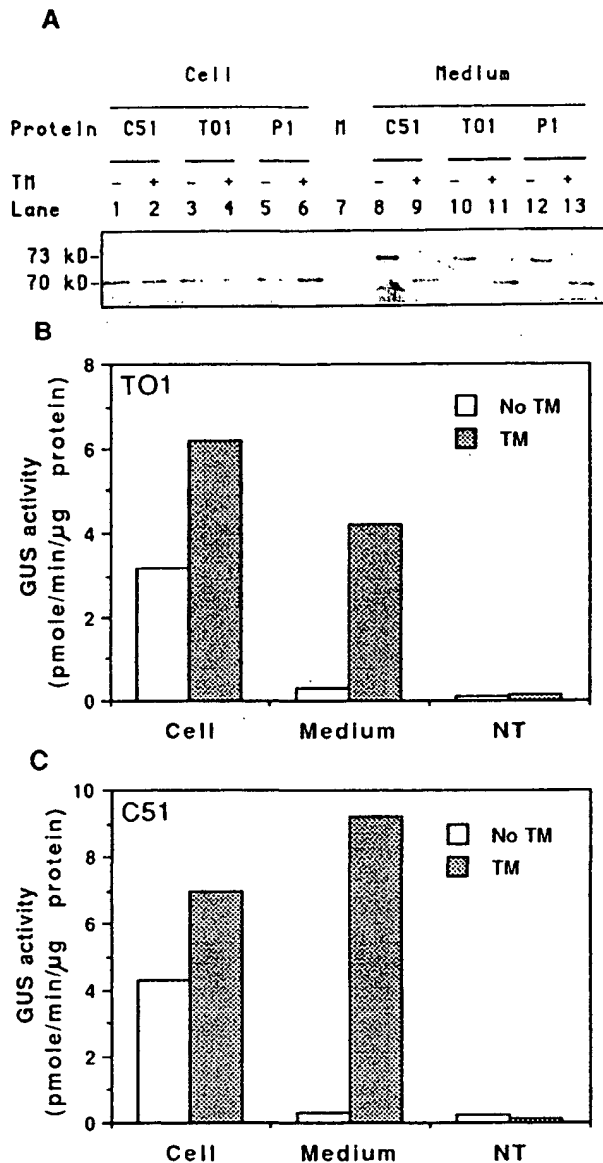 A
Cell Medium
Protein C51 TO1 P1 M C51 TO1 P1
TM - + - + - + - + - + - +
Lane 1 2 3 4 5 6 7 8 9 10 11 12 13
73 kD-
70 kD-
B
8
TO1
No TM
TM
6
4
2
0
GUS activity
(pmole/min/µg protein)
Cell Medium NT
C
10
C51
No TM
TM
8
6
4
2
0
GUS activity
(pmole/min/µg protein)
Cell Medium NT